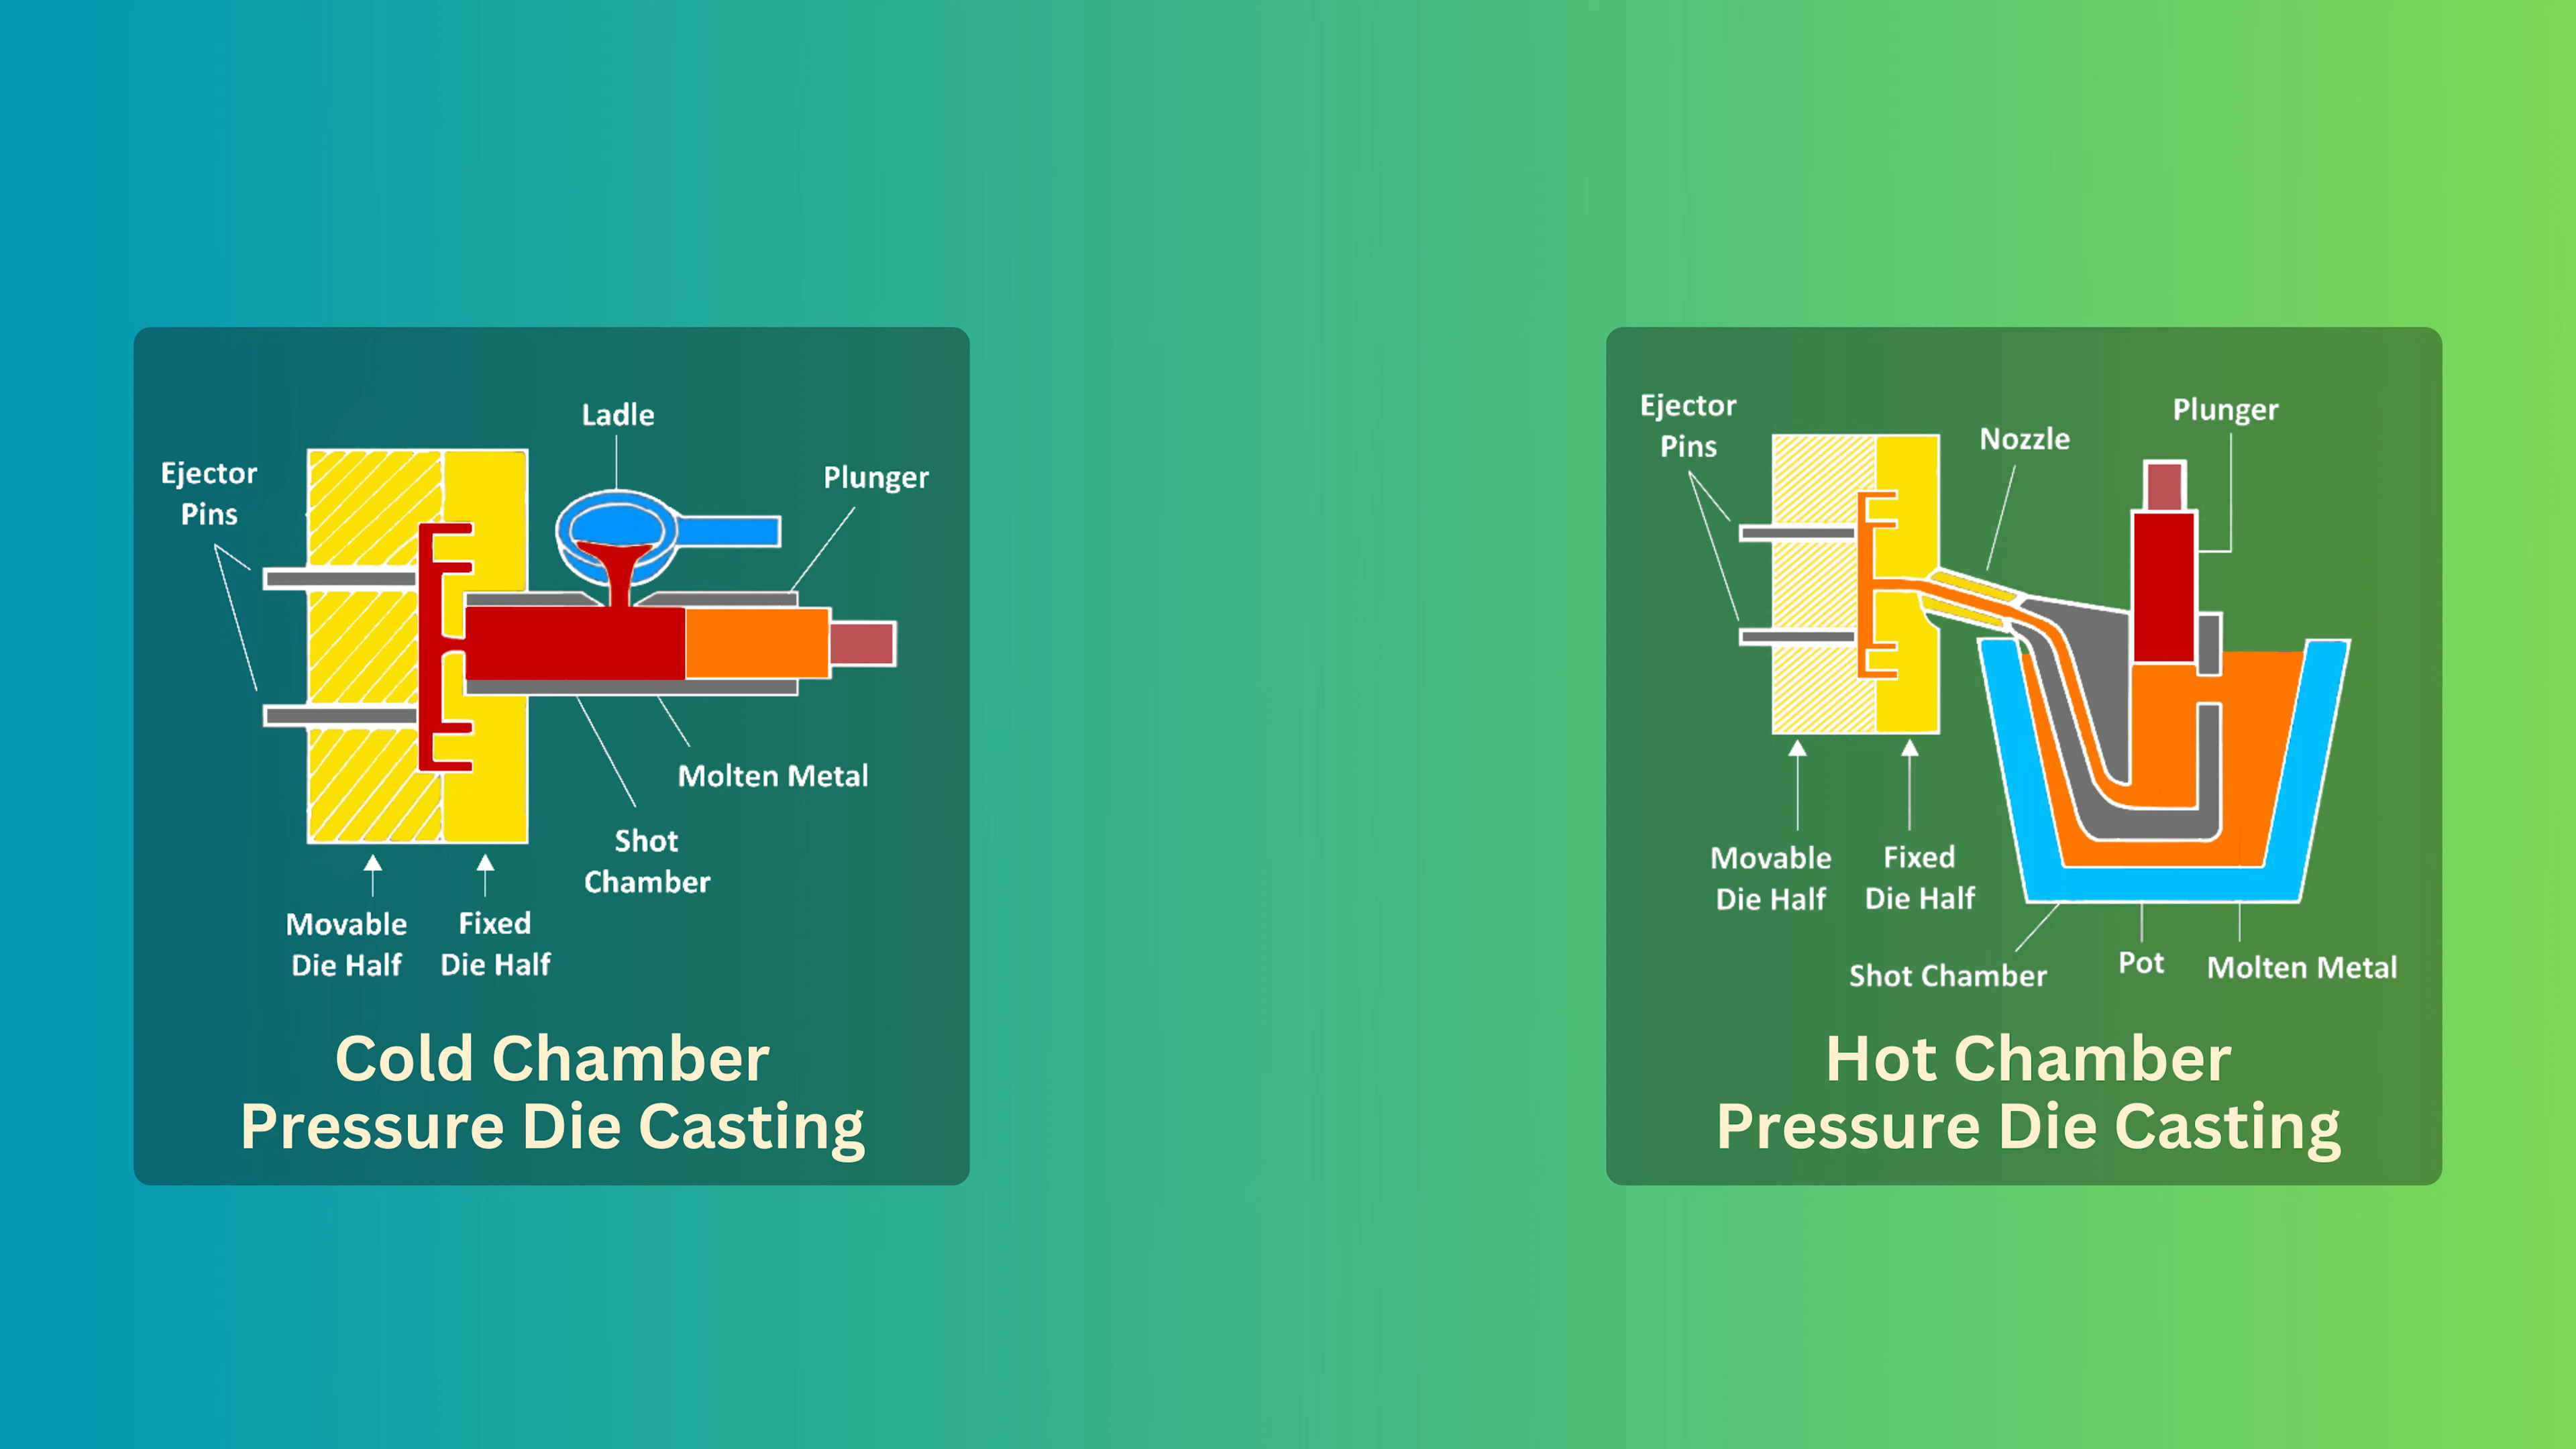 Ladle
Ejector
Pins
Plunger
Molten Metal
Shot
Chamber
Movable
Die Half
Fixed
Die Half
Cold Chamber
Pressure Die Casting
Ejector
Pins
Nozzle
Plunger
Movable
Die Half
Fixed
Die Half
Shot Chamber
Pot
Molten Metal
Hot Chamber
Pressure Die Casting